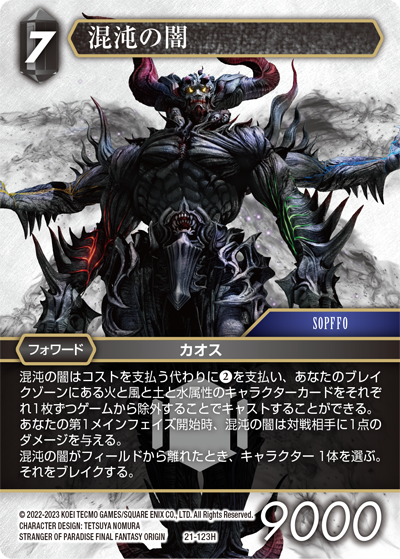 7
混沌の闇
SOPFFO
フォワード
カオス
混沌の闇はコストを支払う代わりに❷を支払い、あなたのブレイ
クゾーンにある火と風と土と水属性のキャラクターカードをそれぞ
れ1枚ずつゲームから除外することでキャストすることができる。
あなたの第1メインフェイズ開始時、混沌の闇は対戦相手に1点の
ダメージを与える。
混沌の闇がフィールドから離れたとき、キャラクター 1体を選ぶ。
それをブレイクする。
© 2022-2023 KOEI TECMO GAMES/SQUARE ENIX CO., LTD. All Rights Reserved.
CHARACTER DESIGN: TETSUYA NOMURA
STRANGER OF PARADISE FINAL FANTASY ORIGIN
21-123H
9000